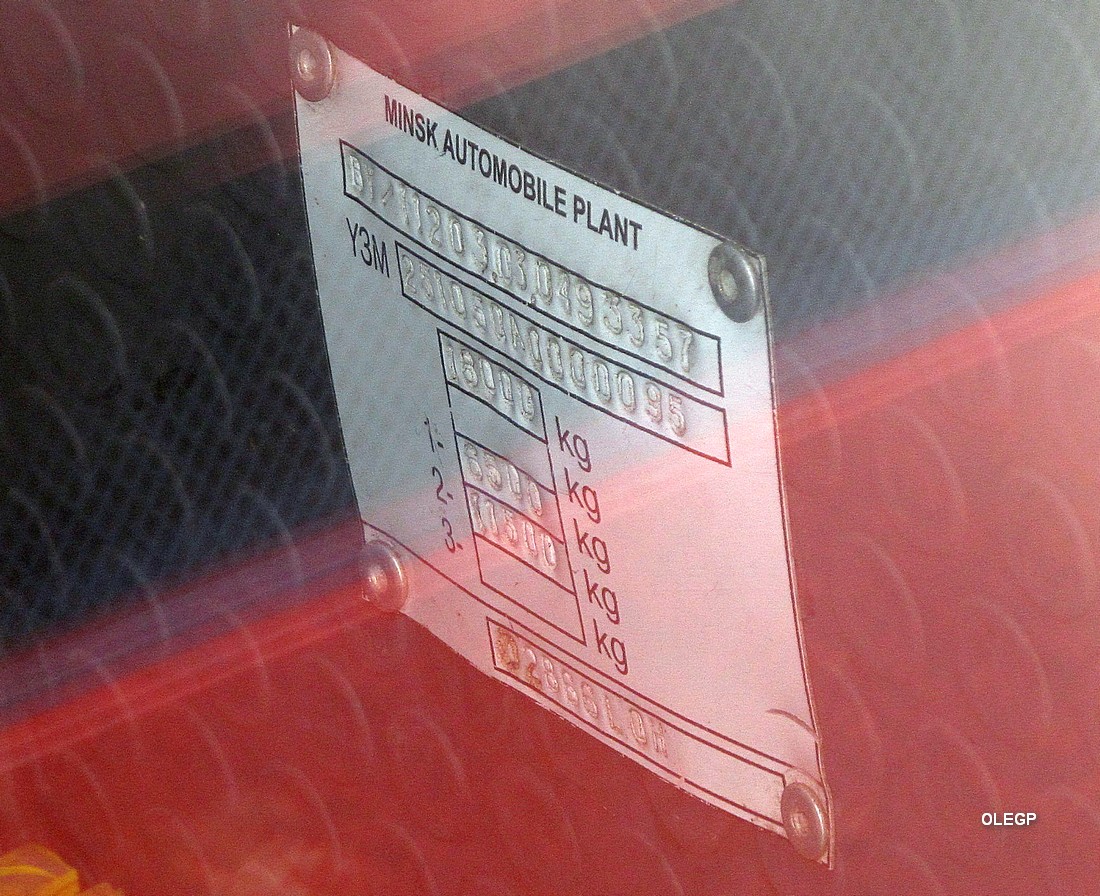 MINSK AUTOMOBILE PLANT
BY/11203.03.0493357
Y3M
18000 kg
1- kg
2. 6500 kg
3. 11500 kg
kg
OLEGP